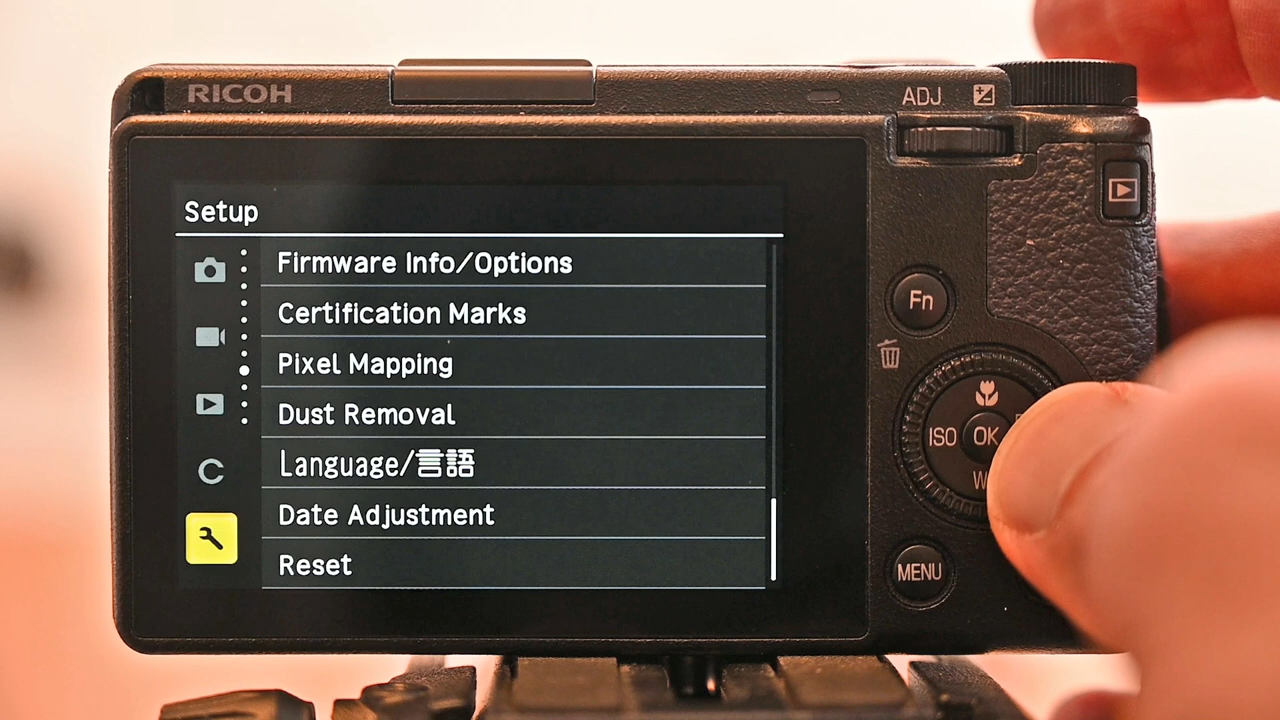 RICOH
ADJ
Setup
Firmware Info/Options
Certification Marks
Pixel Mapping
Dust Removal
Language/言語
Date Adjustment
Reset
C
Fn
ISO
OK
MENU